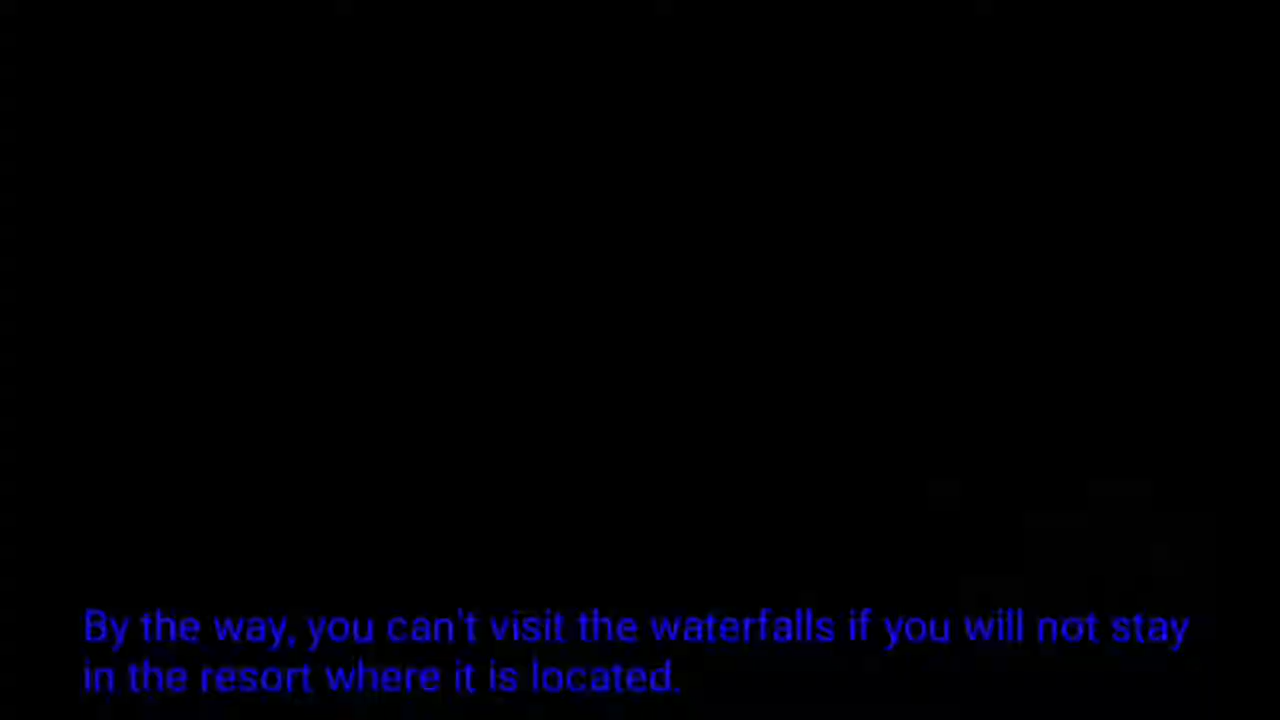 By the way, you can't visit the waterfalls if you will not stay
in the resort where it is located.